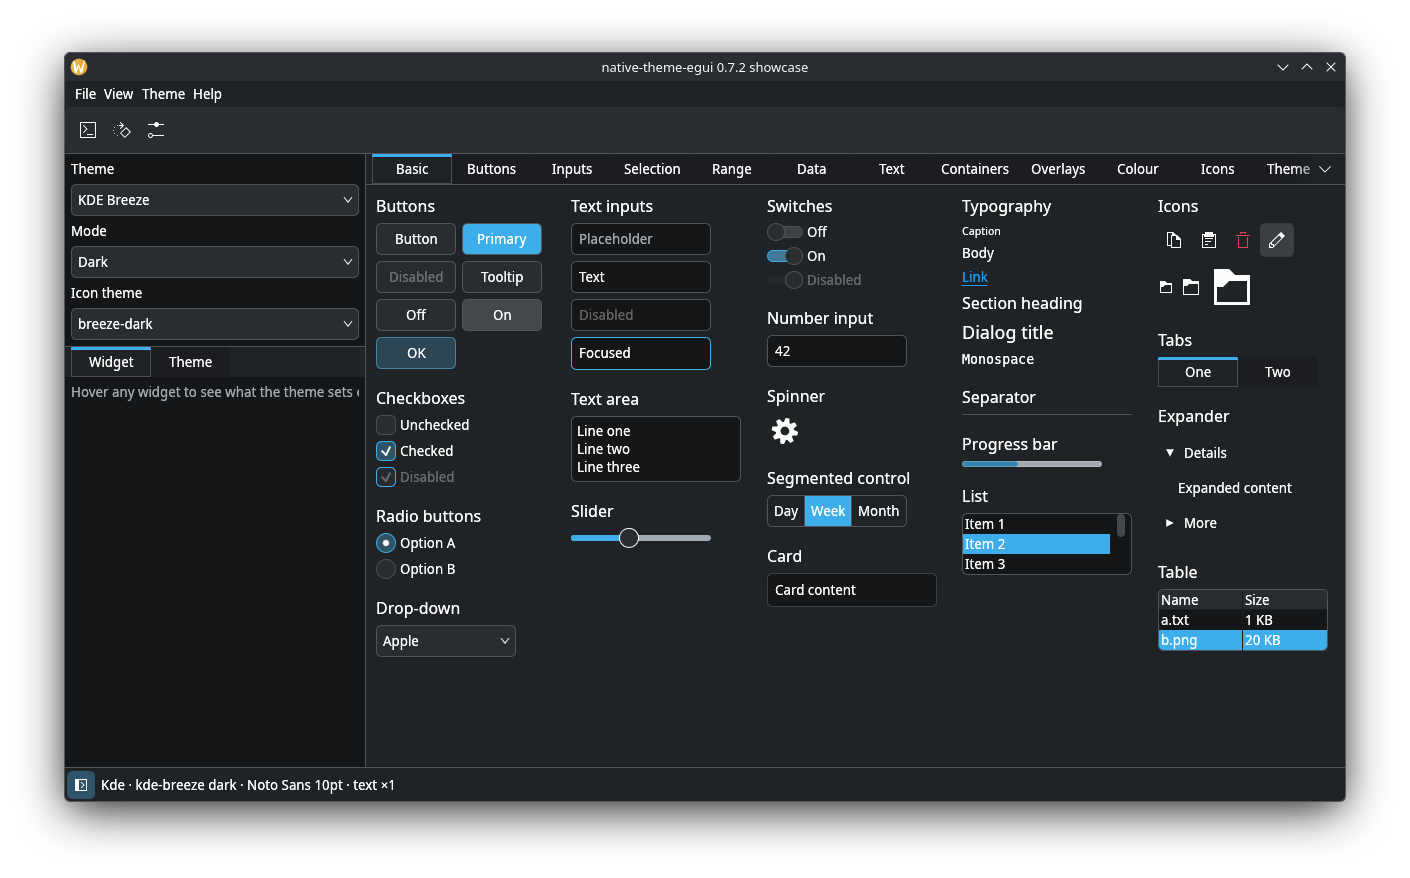 native-theme-egui 0.7.2 showcase
File View Theme Help
Theme
KDE Breeze
Mode
Dark
Icon theme
breeze-dark
Widget Theme
Hover any widget to see what the theme sets
Basic Buttons Inputs Selection Range Data Text Containers Overlays Colour Icons Theme
Buttons
Button Primary
Disabled Tooltip
Off On
OK
Checkboxes
Unchecked
Checked
Disabled
Radio buttons
Option A
Option B
Drop-down
Apple
Text inputs
Placeholder
Text
Disabled
Focused
Text area
Line one
Line two
Line three
Slider
Switches
Off
On
Disabled
Number input
42
Spinner
Segmented control
Day Week Month
Card
Card content
Typography
Caption
Body
Link
Section heading
Dialog title
Monospace
Separator
Progress bar
List
Item 1
Item 2
Item 3
Icons
Tabs
One Two
Expander
Details
Expanded content
More
Table
Name Size
a.txt 1 KB
b.png 20 KB
Kde · kde-breeze dark · Noto Sans 10pt · text ×1